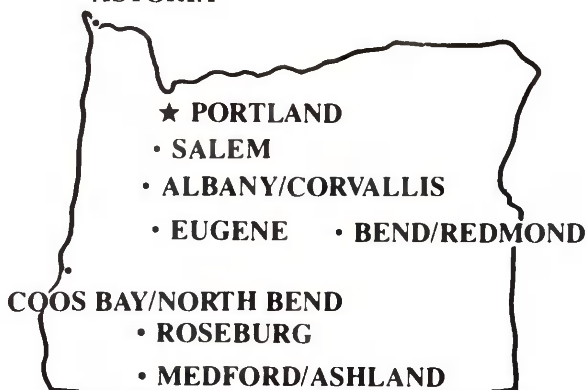 ★ PORTLAND
• SALEM
• ALBANY/CORVALLIS
• EUGENE • BEND/REDMOND
COOS BAY/NORTH BEND
• ROSEBURG
• MEDFORD/ASHLAND